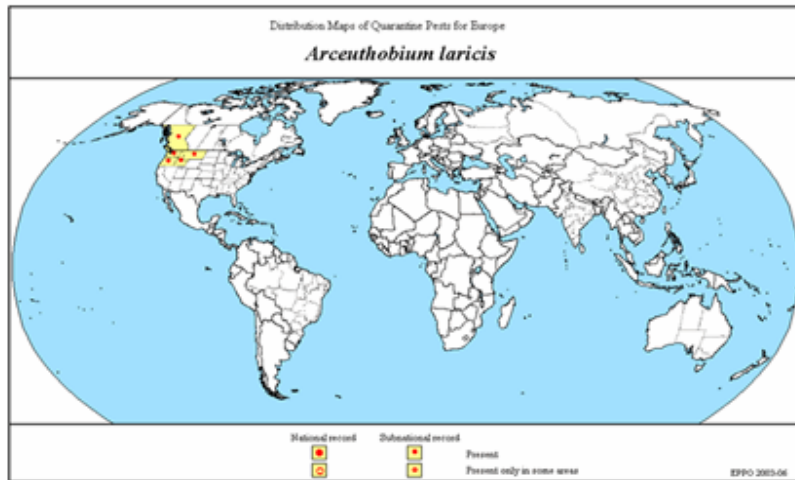 Distribution Maps of Quarantine Pests for Europe
Arceuthobium laricis
National record Subnational record
Present
Present only in some areas
EPPO 2003-06